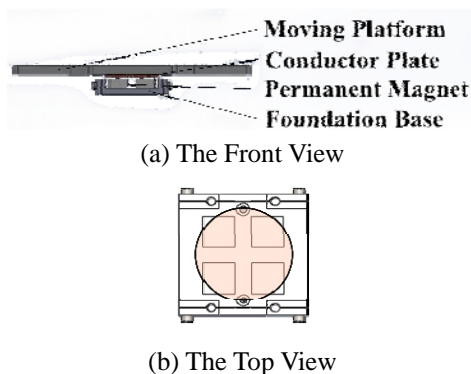 Moving Platform
Conductor Plate
Permanent Magnet
Foundation Base
(a) The Front View
(b) The Top View